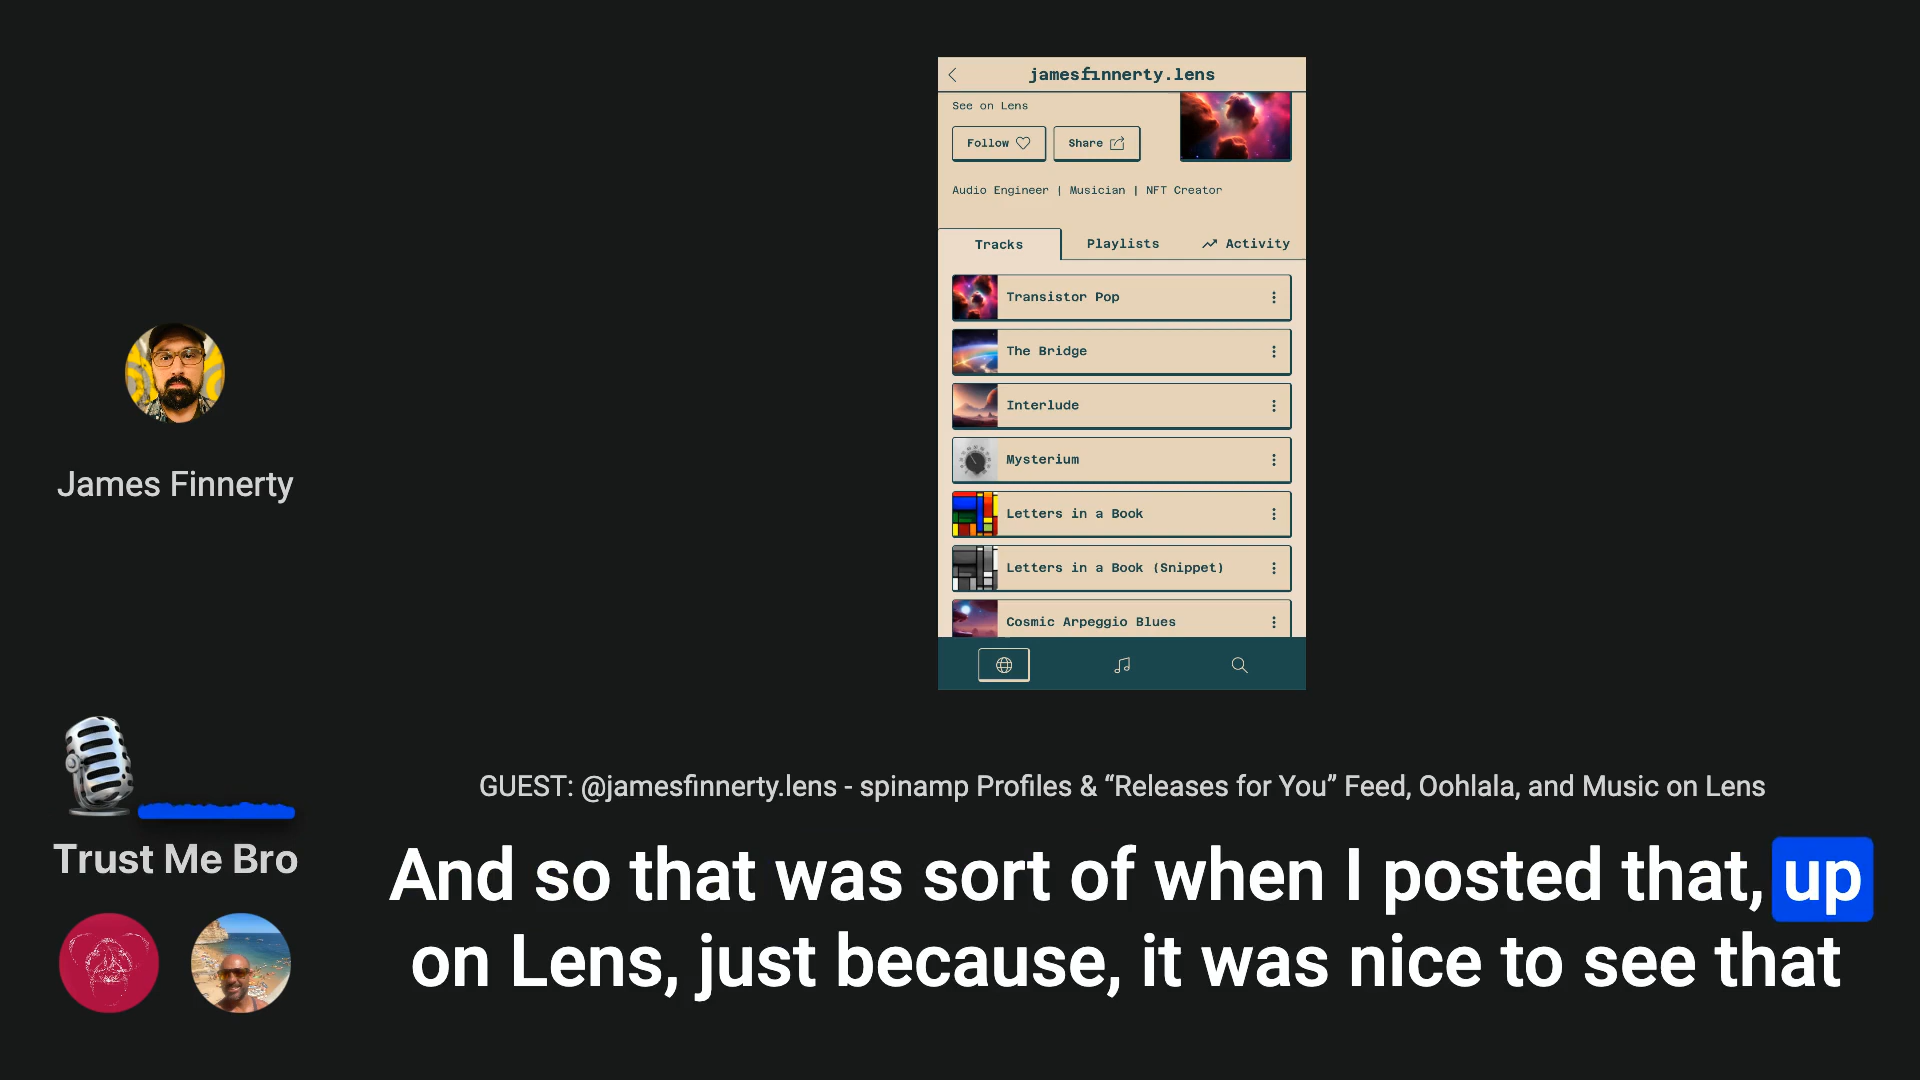 jamesfinnerty.lens
See on Lens
Follow
Share
Audio Engineer | Musician | NFT Creator
Tracks
Playlists
Activity
Transistor Pop
The Bridge
Interlude
Mysterium
Letters in a Book
Letters in a Book (Snippet)
Cosmic Arpeggio Blues
James Finnerty
Trust Me Bro
GUEST: @jamesfinnerty.lens - spinamp Profiles & “Releases for You” Feed, Oohlala, and Music on Lens
And so that was sort of when I posted that, up
on Lens, just because, it was nice to see that